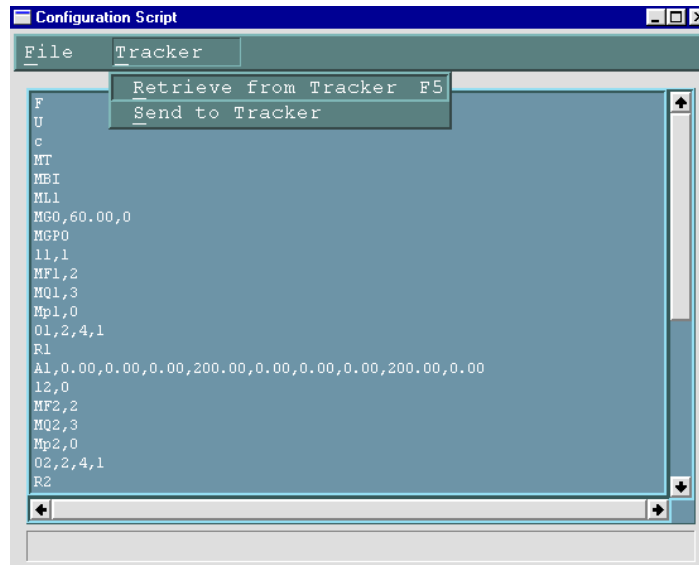 Configuration Script
File Tracker
Retrieve from Tracker F5
Send to Tracker
F
U
c
MT
MBI
ML1
MG0,60.00,0
MGP0
l1,1
MF1,2
MQ1,3
Mp1,0
O1,2,4,1
R1
A1,0.00,0.00,0.00,200.00,0.00,0.00,0.00,200.00,0.00
l2,0
MF2,2
MQ2,3
Mp2,0
O2,2,4,1
R2